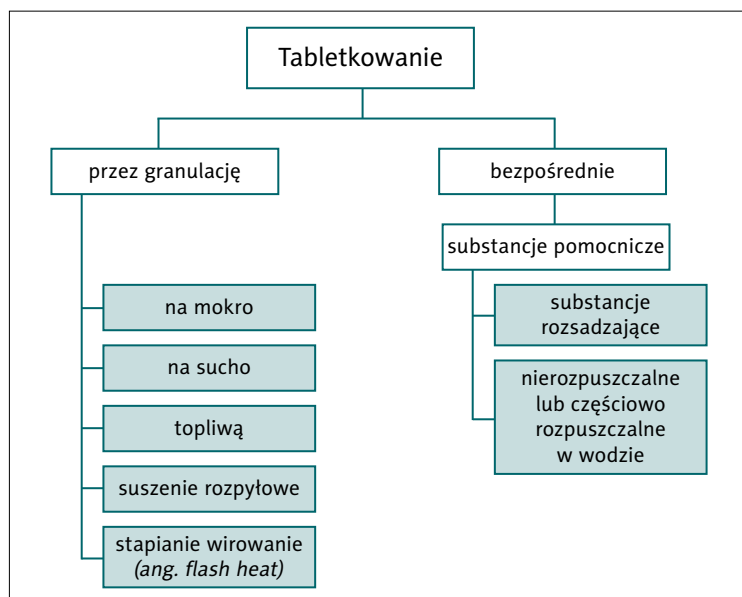 Tabletkowanie
przez granulację
na mokro
na sucho
topliwą
suszenie rozpyłowe
stapianie wirowanie
(ang. flash heat)
bezpośrednie
substancje pomocnicze
substancje
rozsadzające
nierozpuszczalne
lub częściowo
rozpuszczalne
w wodzie